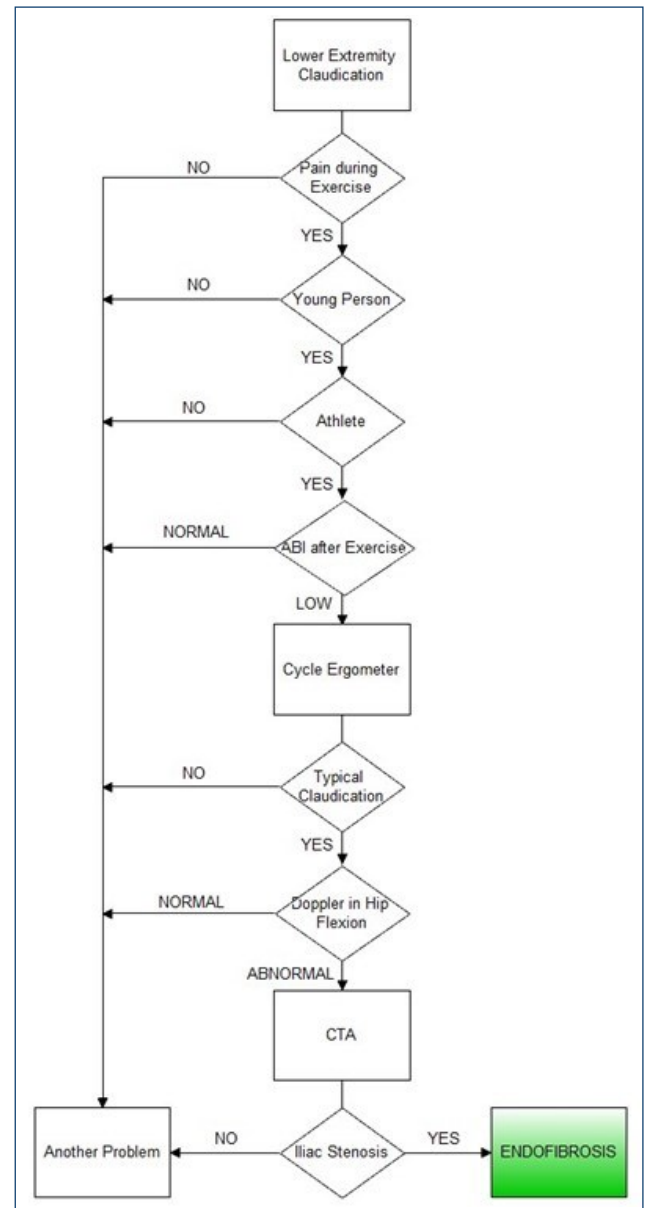 Lower Extremity
Claudication
NO
Pain during
Exercise
YES
NO
Young Person
YES
NO
Athlete
YES
NORMAL
ABI after Exercise
LOW
Cycle Ergometer
NO
Typical
Claudication
YES
NORMAL
Doppler in Hip
Flexion
ABNORMAL
CTA
Another Problem
NO
Iliac Stenosis
YES
ENDOFIBROSIS